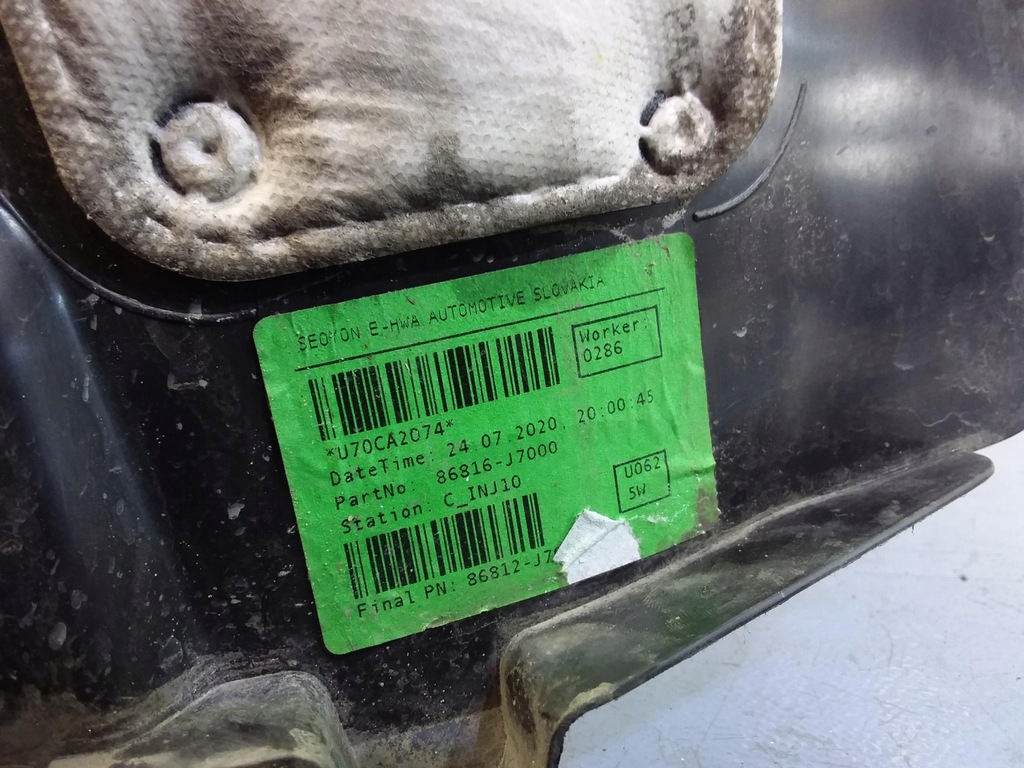 SEOYON E-HWA AUTOMOTIVE SLOVAKIA
Worker:
0286
*U70CA2074*
DateTime: 24.07.2020, 20:00:45
PartNo: 86816-J7000
Station: C_INJ10
U062
5W
Final PN: 86812-J7